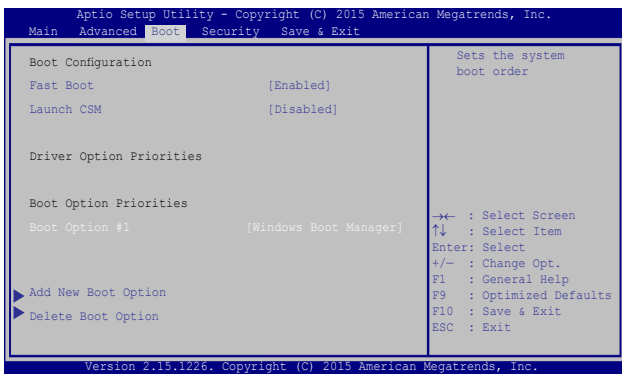 Aptio Setup Utility - Copyright (C) 2015 American Megatrends, Inc.
Main Advanced Boot Security Save & Exit
Boot Configuration
Fast Boot [Enabled]
Launch CSM [Disabled]
Driver Option Priorities
Boot Option Priorities
Boot Option #1 [Windows Boot Manager]
Add New Boot Option
Delete Boot Option
Sets the system
boot order
→← : Select Screen
↑↓ : Select Item
Enter: Select
+/— : Change Opt.
F1 : General Help
F9 : Optimized Defaults
F10 : Save & Exit
ESC : Exit
Version 2.15.1226. Copyright (C) 2015 American Megatrends, Inc.